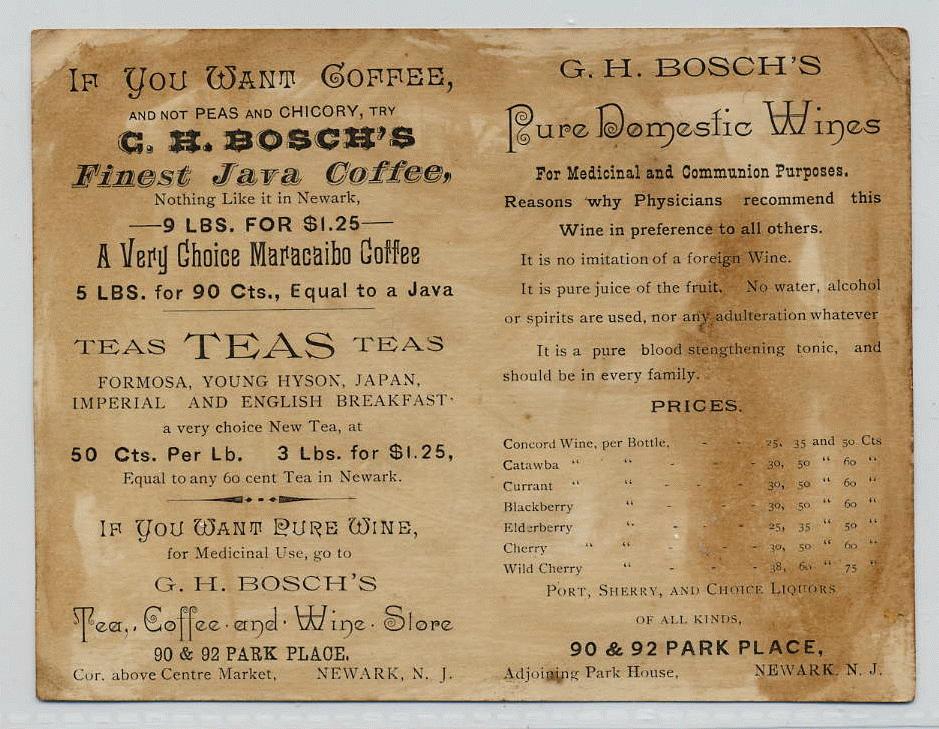 IF YOU WANT COFFEE,
AND NOT PEAS AND CHICORY, TRY
G. H. BOSCH'S
Finest Java Coffee,
Nothing Like it in Newark,
—9 LBS. FOR $1.25—
A Very Choice Maracaibo Coffee
5 LBS. for 90 Cts., Equal to a Java
TEAS TEAS TEAS
FORMOSA, YOUNG HYSON, JAPAN,
IMPERIAL AND ENGLISH BREAKFAST.
a very choice New Tea, at
50 Cts. Per Lb. 3 Lbs. for $1.25,
Equal to any 60 cent Tea in Newark.
IF YOU WANT PURE WINE,
for Medicinal Use, go to
G. H. BOSCH'S
Tea,. Coffee·and·Wine·Store
90 & 92 PARK PLACE,
Cor. above Centre Market, NEWARK, N. J.
G. H. BOSCH'S
Pure Domestic Wines
For Medicinal and Communion Purposes.
Reasons why Physicians recommend this
Wine in preference to all others.
It is no imitation of a foreign Wine.
It is pure juice of the fruit. No water, alcohol
or spirits are used, nor any adulteration whatever
It is a pure blood stengthening tonic, and
should be in every family.
PRICES.
Concord Wine, per Bottle, - - 25, 35 and 50 Cts
Catawba “ “ - - - 30, 50 “ 60 “
Currant “ “ - - - 30, 50 “ 60 “
Blackberry “ - - - 30, 50 “ 60 “
Elderberry “ - - - 25, 35 “ 50 “
Cherry “ “ - - - 30, 50 “ 60 “
Wild Cherry “ - - - 38, 60 “ 75 “
PORT, SHERRY, AND CHOICE LIQUORS
OF ALL KINDS,
90 & 92 PARK PLACE,
Adjoining Park House, NEWARK, N. J.